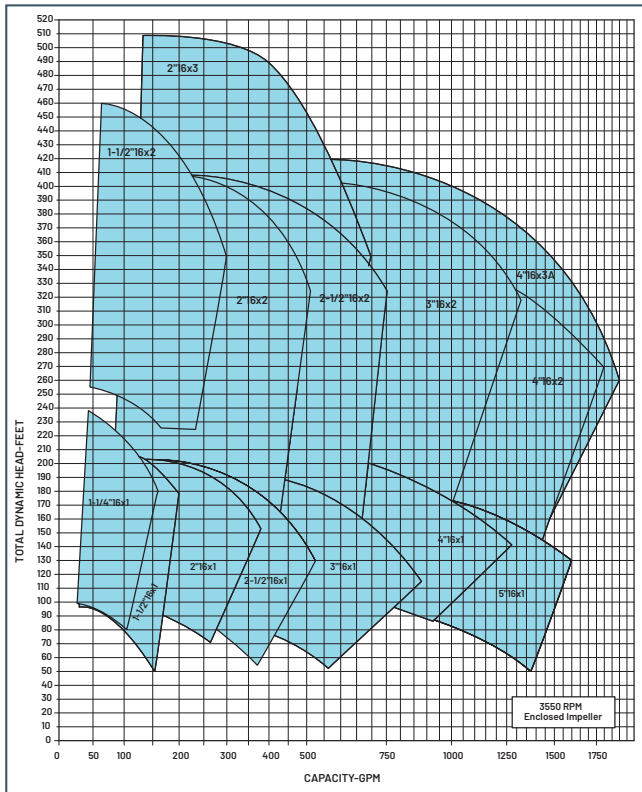 520
510
500
490
480
470
460
450
440
430
420
410
400
390
380
370
360
350
340
330
320
310
300
290
280
270
260
250
240
230
220
210
200
190
180
170
160
150
140
130
120
110
100
90
80
70
60
50
40
30
20
10
0
TOTAL DYNAMIC HEAD-FEET
2"16x3
1-1/2"16x2
4"16x3A
2"16x2
2-1/2"16x2
3"16x2
4"16x2
1-1/4"16x1
1-1/2"16x1
2"16x1
2-1/2"16x1
3"16x1
4"16x1
5"16x1
3550 RPM
Enclosed Impeller
0 50 100 200 300 400 500 750 1000 1250 1500 1750
CAPACITY-GPM